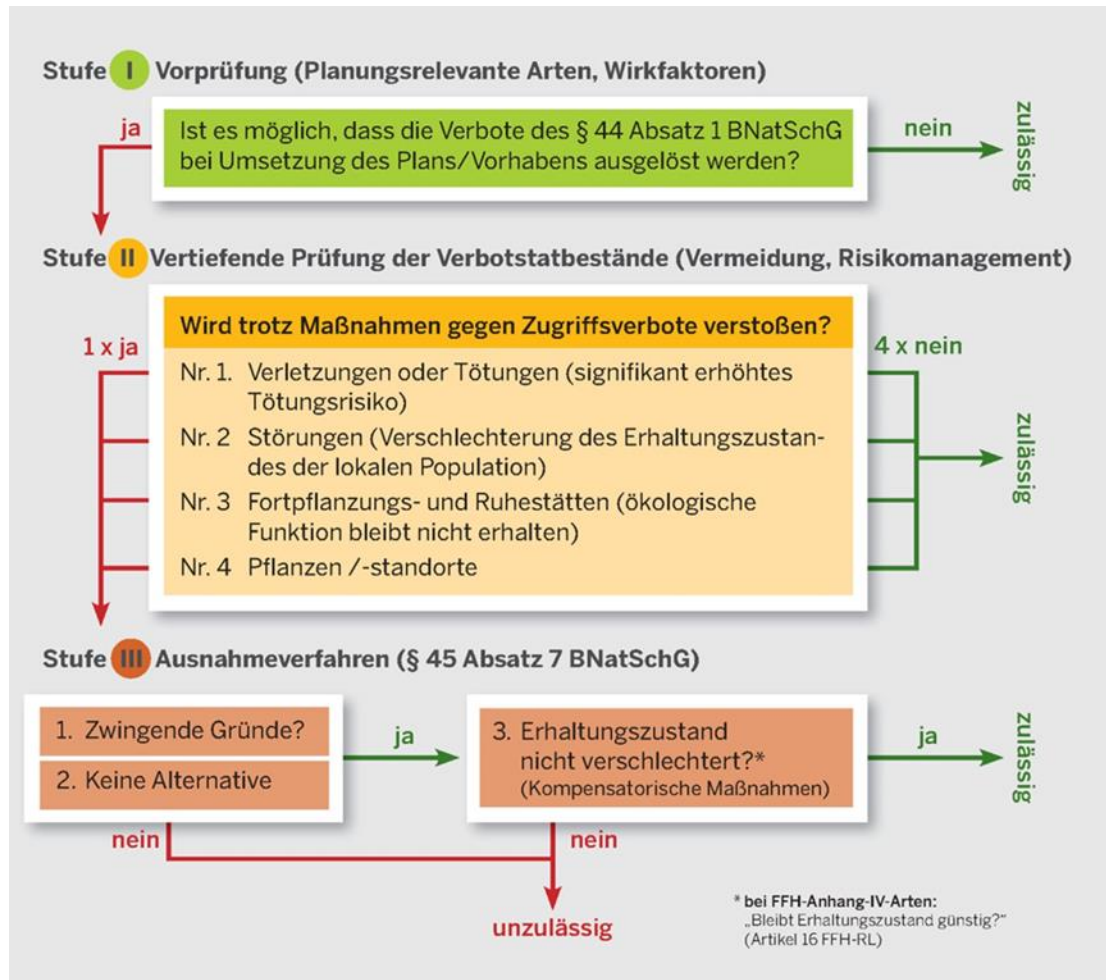 Stufe I Vorprüfung (Planungsrelevante Arten, Wirkfaktoren)
ja
Ist es möglich, dass die Verbote des § 44 Absatz 1 BNatSchG
bei Umsetzung des Plans/Vorhabens ausgelöst werden?
nein
zulässig
Stufe II Vertiefende Prüfung der Verbotstatbestände (Vermeidung, Risikomanagement)
1 x ja
Wird trotz Maßnahmen gegen Zugriffsverbote verstoßen?
Nr. 1. Verletzungen oder Tötungen (signifikant erhöhtes
Tötungsrisiko)
Nr. 2 Störungen (Verschlechterung des Erhaltungszustan-
des der lokalen Population)
Nr. 3 Fortpflanzungs- und Ruhestätten (ökologische
Funktion bleibt nicht erhalten)
Nr. 4 Pflanzen /-standorte
4 x nein
zulässig
Stufe III Ausnahmeverfahren (§ 45 Absatz 7 BNatSchG)
1. Zwingende Gründe?
2. Keine Alternative
ja
3. Erhaltungszustand
nicht verschlechtert?*
(Kompensatorische Maßnahmen)
ja
zulässig
nein
nein
unzulässig
* bei FFH-Anhang-IV-Arten:
„Bleibt Erhaltungszustand günstig?“
(Artikel 16 FFH-RL)